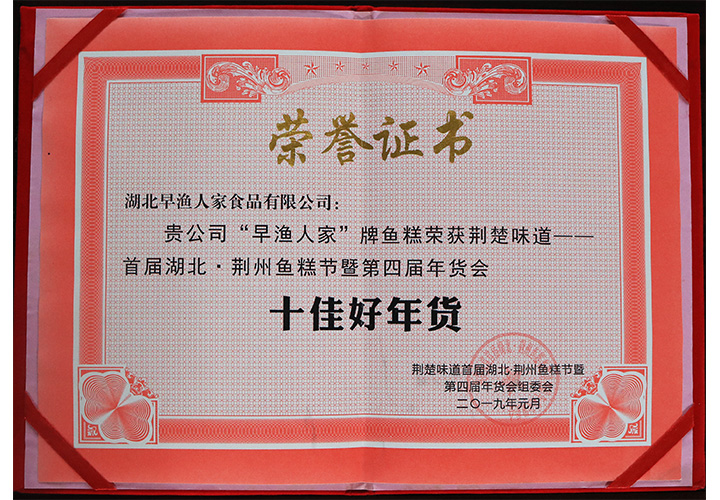 荣誉证书
湖北早渔人家食品有限公司：
贵公司“早渔人家”牌鱼糕荣获荆楚味道——
首届湖北·荆州鱼糕节暨第四届年货会
十佳好年货
荆楚味道首届湖北·荆州鱼糕节暨
第四届年货会组委会
二〇一九年元月